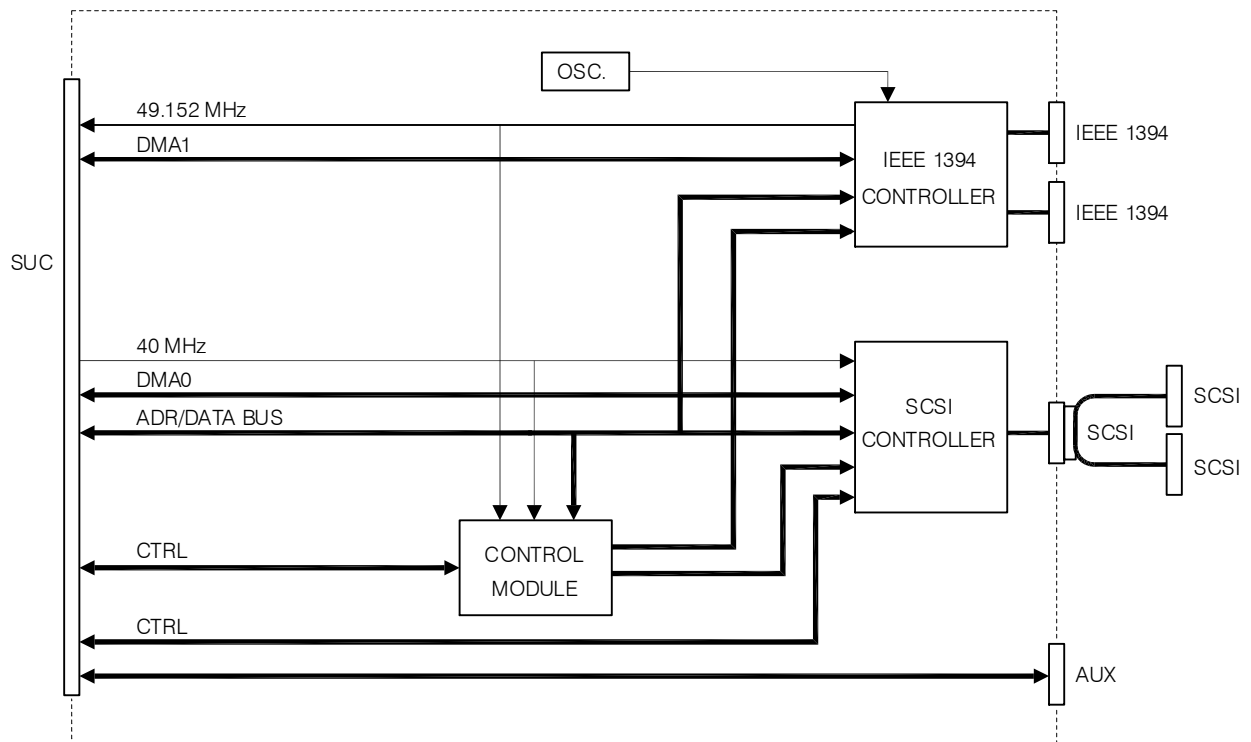 OSC.
49.152 MHz
DMA1
IEEE 1394
CONTROLLER
IEEE 1394
IEEE 1394
SUC
40 MHz
DMA0
ADR/DATA BUS
SCSI
CONTROLLER
SCSI
SCSI
SCSI
CTRL
CONTROL
MODULE
CTRL
AUX